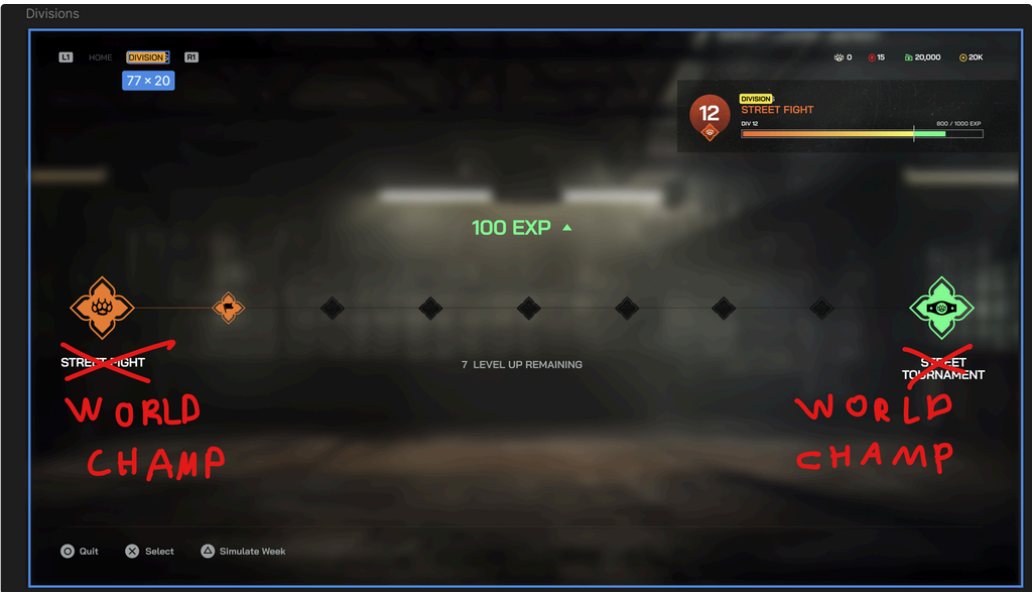 Divisions
L1 HOME DIVISION R1
0 15 20,000 20K
77 × 20
12
DIVISION
STREET FIGHT
DIV 12 800 / 1000 EXP
100 EXP
STREET FIGHT
STREET
TOURNAMENT
7 LEVEL UP REMAINING
WORLD
CHAMP
WORLD
CHAMP
Quit Select Simulate Week